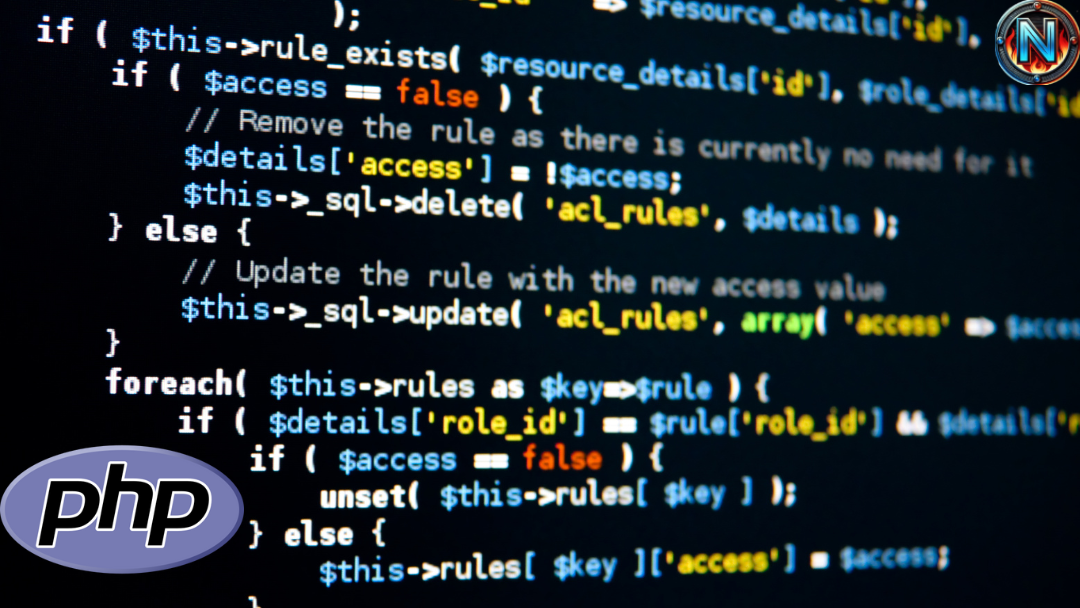 );
=> $resource_details['id'],
if ( $this->rule_exists( $resource_details['id'], $role_details['id
if ( $access == false ) {
// Remove the rule as there is currently no need for it
$details['access'] = !$access;
$this->_sql->delete( 'acl_rules', $details );
} else {
// Update the rule with the new access value
$this->_sql->update( 'acl_rules', array( 'access' => $acces
}
foreach( $this->rules as $key=>$rule ) {
if ( $details['role_id'] == $rule['role_id'] && $details['r
if ( $access == false ) {
unset( $this->rules[ $key ] );
} else {
$this->rules[ $key ]['access'] = $access;
}
php
N